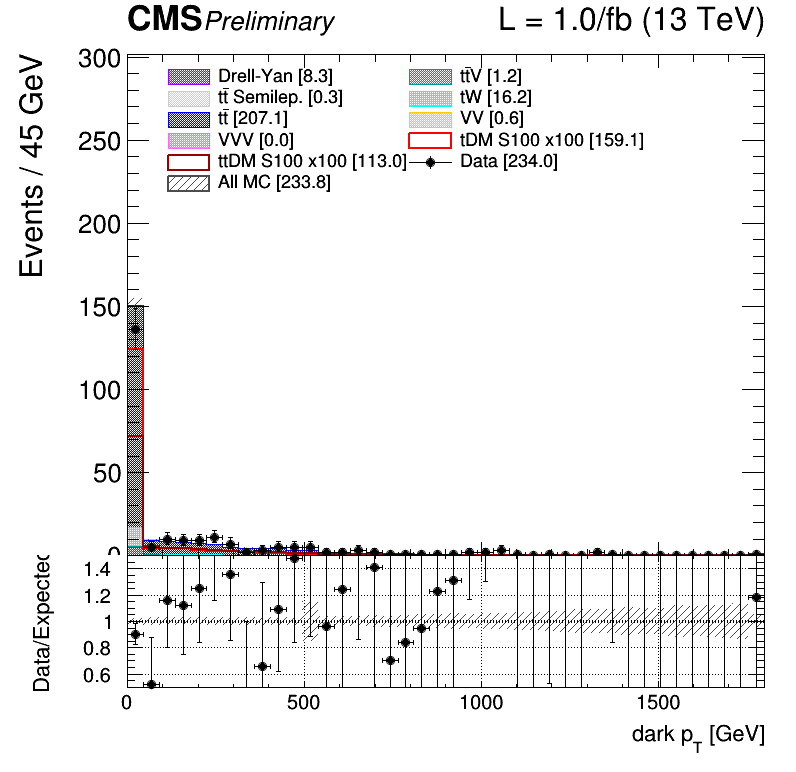 CMS Preliminary L = 1.0/fb (13 TeV)
Events / 45 GeV
300
250
200
150
100
50
0
Drell-Yan [8.3]
tt̄V [1.2]
tt̄ Semilep. [0.3]
tW [16.2]
tt̄ [207.1]
VV [0.6]
VVV [0.0]
tDM S100 x100 [159.1]
ttDM S100 x100 [113.0]
Data [234.0]
All MC [233.8]
Data/Expected
1.4
1.2
1
0.8
0.6
0 500 1000 1500
dark p_T [GeV]